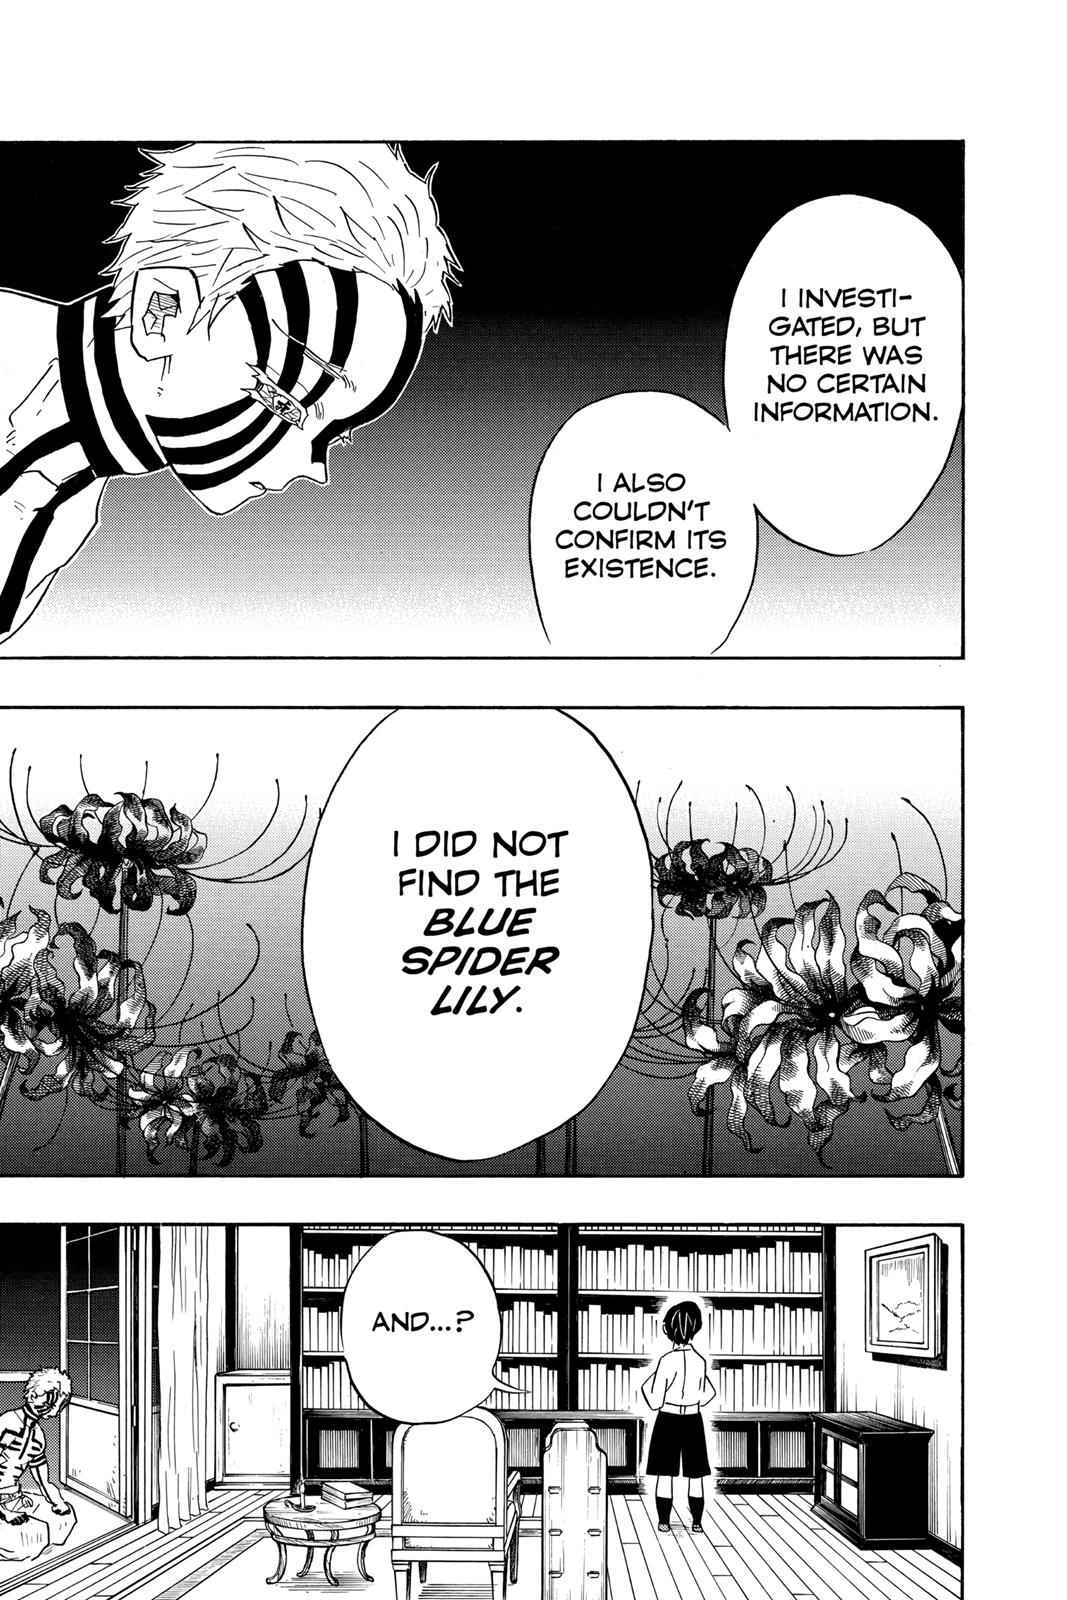 I INVESTI-
GATED, BUT
THERE WAS
NO CERTAIN
INFORMATION.
I ALSO
COULDN'T
CONFIRM ITS
EXISTENCE.
I DID NOT
FIND THE
BLUE
SPIDER
LILY.
AND...?